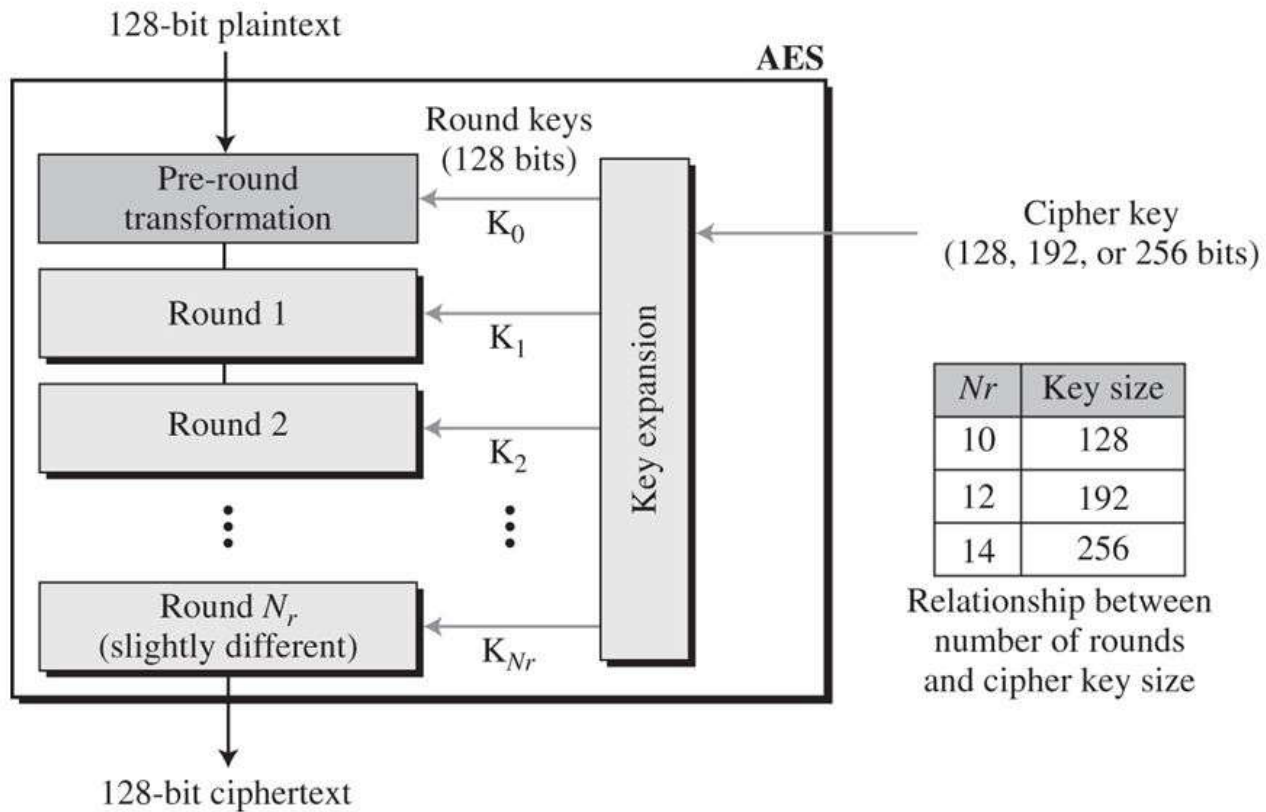 128-bit plaintext
AES
Round keys
(128 bits)
Pre-round
transformation
K0
Cipher key
(128, 192, or 256 bits)
Round 1
K1
Round 2
K2
Key expansion
Round Nr
(slightly different)
KNr
Nr Key size
10 128
12 192
14 256
Relationship between
number of rounds
and cipher key size
128-bit ciphertext